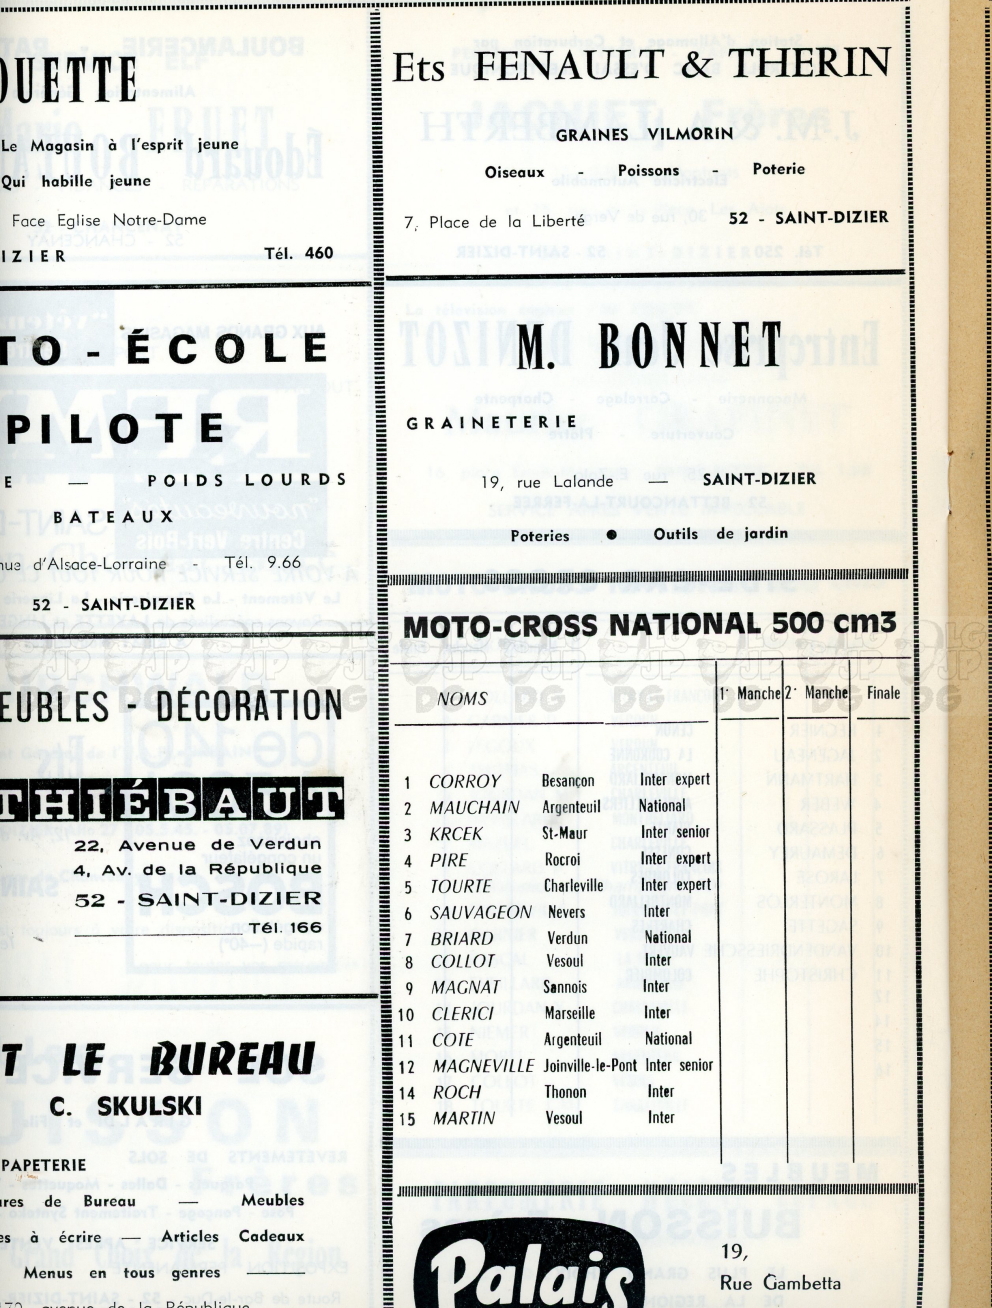 OUETTE
Le Magasin à l'esprit jeune
Qui habille jeune
Face Eglise Notre-Dame
IZIER Tél. 460
TO-ÉCOLE
PILOTE
E — POIDS LOURDS
BATEAUX
nue d'Alsace-Lorraine - Tél. 9.66
52 - SAINT-DIZIER
EUBLES - DÉCORATION
THIÉBAUT
22, Avenue de Verdun
4, Av. de la République
52 - SAINT-DIZIER
Tél. 166
T LE BUREAU
C. SKULSKI
PAPETERIE
ures de Bureau — Meubles
es à écrire — Articles Cadeaux
Menus en tous genres
172, avenue de la République
Ets FENAULT & THERIN
GRAINES VILMORIN
Oiseaux - Poissons - Poterie
7, Place de la Liberté 52 - SAINT-DIZIER
M. BONNET
GRAINETERIE
19, rue Lalande — SAINT-DIZIER
Poteries ● Outils de jardin
MOTO-CROSS NATIONAL 500 cm3
NOMS 1° Manche 2° Manche Finale
1 CORROY Besançon Inter expert
2 MAUCHAIN Argenteuil National
3 KRCEK St-Maur Inter senior
4 PIRE Rocroi Inter expert
5 TOURTE Charleville Inter expert
6 SAUVAGEON Nevers Inter
7 BRIARD Verdun National
8 COLLOT Vesoul Inter
9 MAGNAT Sannois Inter
10 CLERICI Marseille Inter
11 COTE Argenteuil National
12 MAGNEVILLE Joinville-le-Pont Inter senior
14 ROCH Thonon Inter
15 MARTIN Vesoul Inter
Palais
19,
Rue Gambetta